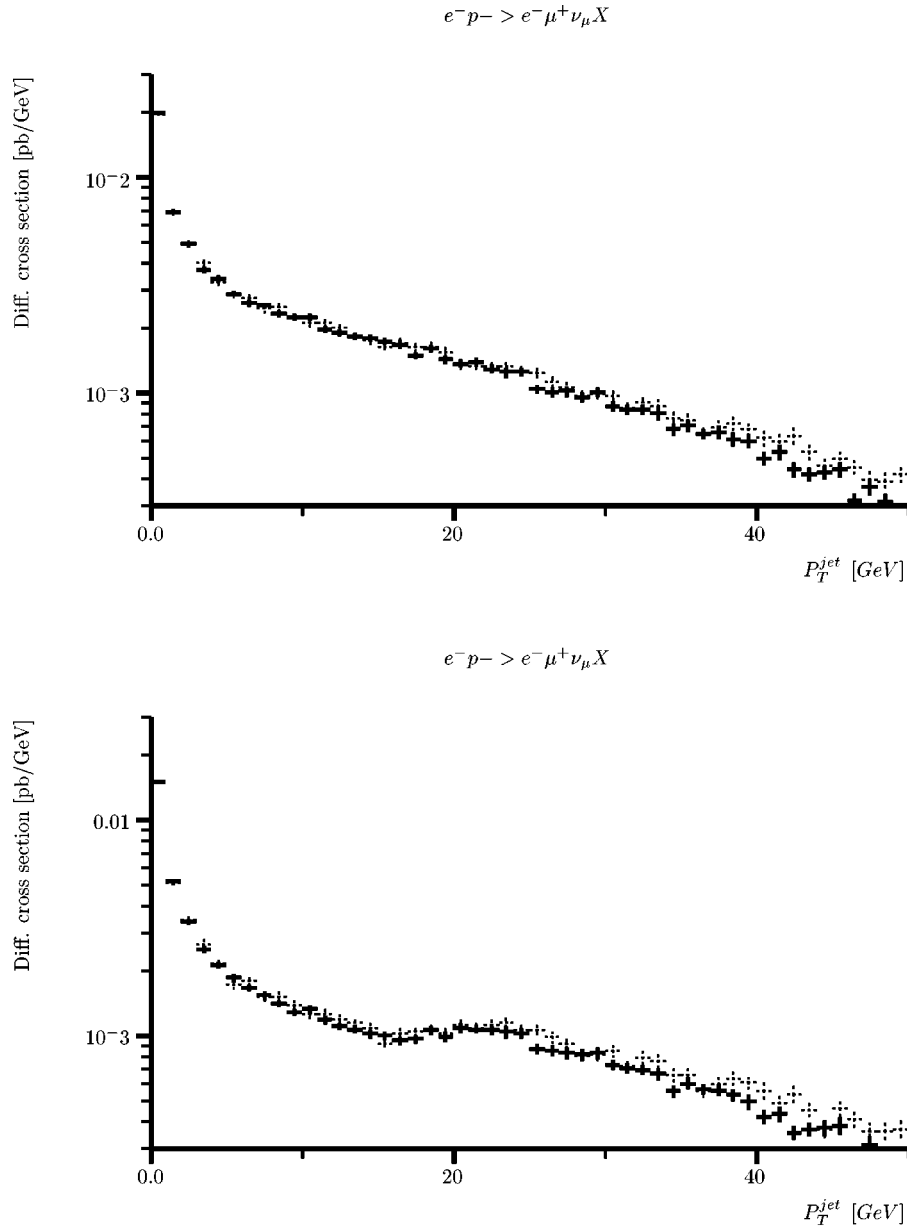 e⁻p− > e⁻μ⁺ν_μX
Diff. cross section [pb/GeV]
10⁻²
10⁻³
0.0 20 40
P_T^{jet} [GeV]
e⁻p− > e⁻μ⁺ν_μX
Diff. cross section [pb/GeV]
0.01
10⁻³
0.0 20 40
P_T^{jet} [GeV]